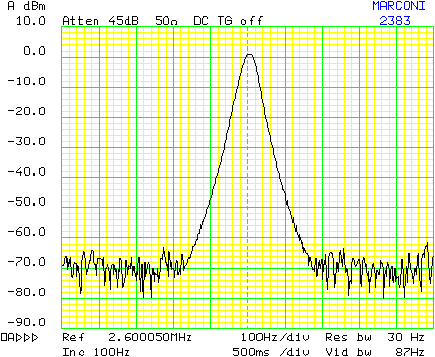 A dBm MARCONI
Atten 45dB 50Ω DC TG off 2383
10.0
0.0
-10.0
-20.0
-30.0
-40.0
-50.0
-60.0
-70.0
-80.0
-90.0
Ref 2.600050MHz 100Hz/div Res bw 30 Hz
Inc 100Hz 500ms /div Vid bw 87Hz